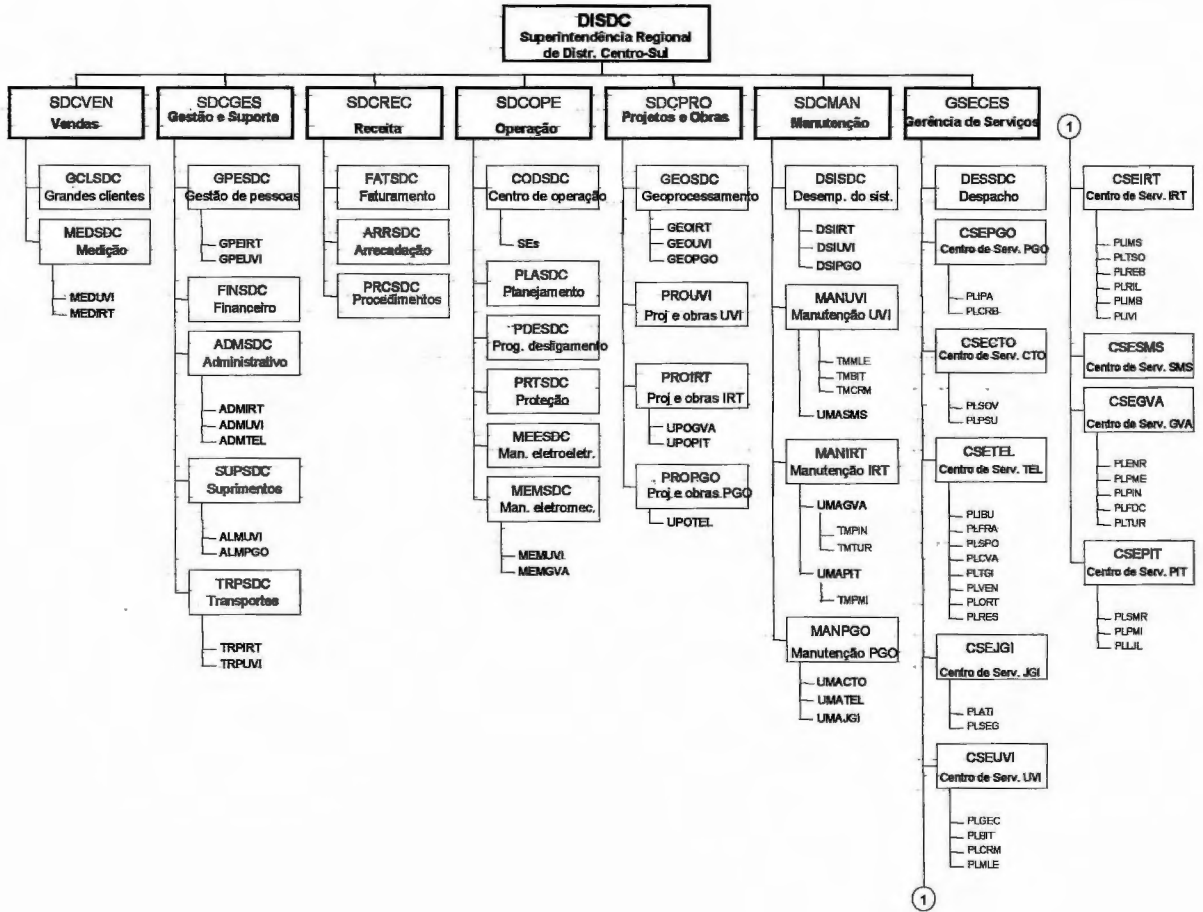 DISDC
Superintendência Regional
de Distr. Centro-Sul
SDCVEN
Vendas
GCLSDC
Grandes clientes
MEDSDC
Medição
MEDUVI
MEDIRT
SDCGES
Gestão e Suporte
GPESDC
Gestão de pessoas
GPEIRT
GPEUVI
FINSDC
Financeiro
ADMSDC
Administrativo
ADMIRT
ADMUVI
ADMTEL
SUPSDC
Suprimentos
ALMUVI
ALMPGO
TRPSDC
Transportes
TRPIRT
TRPUVI
SDCREC
Receita
FATSDC
Faturamento
ARRSDC
Arrecadação
PRCSDC
Procedimentos
SDCOPE
Operação
CODSDC
Centro de operação
SEs
PLASDC
Planejamento
PDESDC
Prog. desligamento
PRTSDC
Proteção
MEESDC
Man. eletroeletr.
MEMSDC
Man. eletromec.
MEMUVI
MEMGVA
SDCPRO
Projetos e Obras
GEOSDC
Geoprocessamento
GEOIRT
GEOUVI
GEOPGO
PROUVI
Proj e obras UVI
PROIRT
Proj e obras IRT
UPOGVA
UPOPIT
PROPGO
Proj e obras PGO
UPOTEL
SDCMAN
Manutenção
DSISDC
Desemp. do sist.
DSIIRT
DSIUVI
DSIPGO
MANUVI
Manutenção UVI
TMMLE
TMBIT
TMCRM
UMASMS
MANIRT
Manutenção IRT
UMAGVA
TMPIN
TMTUR
UMAPIT
TMPMI
MANPGO
Manutenção PGO
UMACTO
UMATEL
UMAJGI
GSECES
Gerência de Serviços
DESSDC
Despacho
CSEPGO
Centro de Serv. PGO
PLIPA
PLCRB
CSECTO
Centro de Serv. CTO
PLSOV
PLPSU
CSETEL
Centro de Serv. TEL
PLIBU
PLFRA
PLSPO
PLCVA
PLTGI
PLVEN
PLORT
PLRES
CSEJGI
Centro de Serv. JGI
PLATI
PLSEG
CSEUVI
Centro de Serv. UVI
PLGEC
PLBIT
PLCRM
PLMLE
1
1
CSEIRT
Centro de Serv. IRT
PLIMS
PLTSO
PLREB
PLRIL
PLIMB
PLIVI
CSESMS
Centro de Serv. SMS
CSEGVA
Centro de Serv. GVA
PLENR
PLPME
PLPIN
PLFDC
PLTUR
CSEPIT
Centro de Serv. PIT
PLSMR
PLPMI
PLLJL